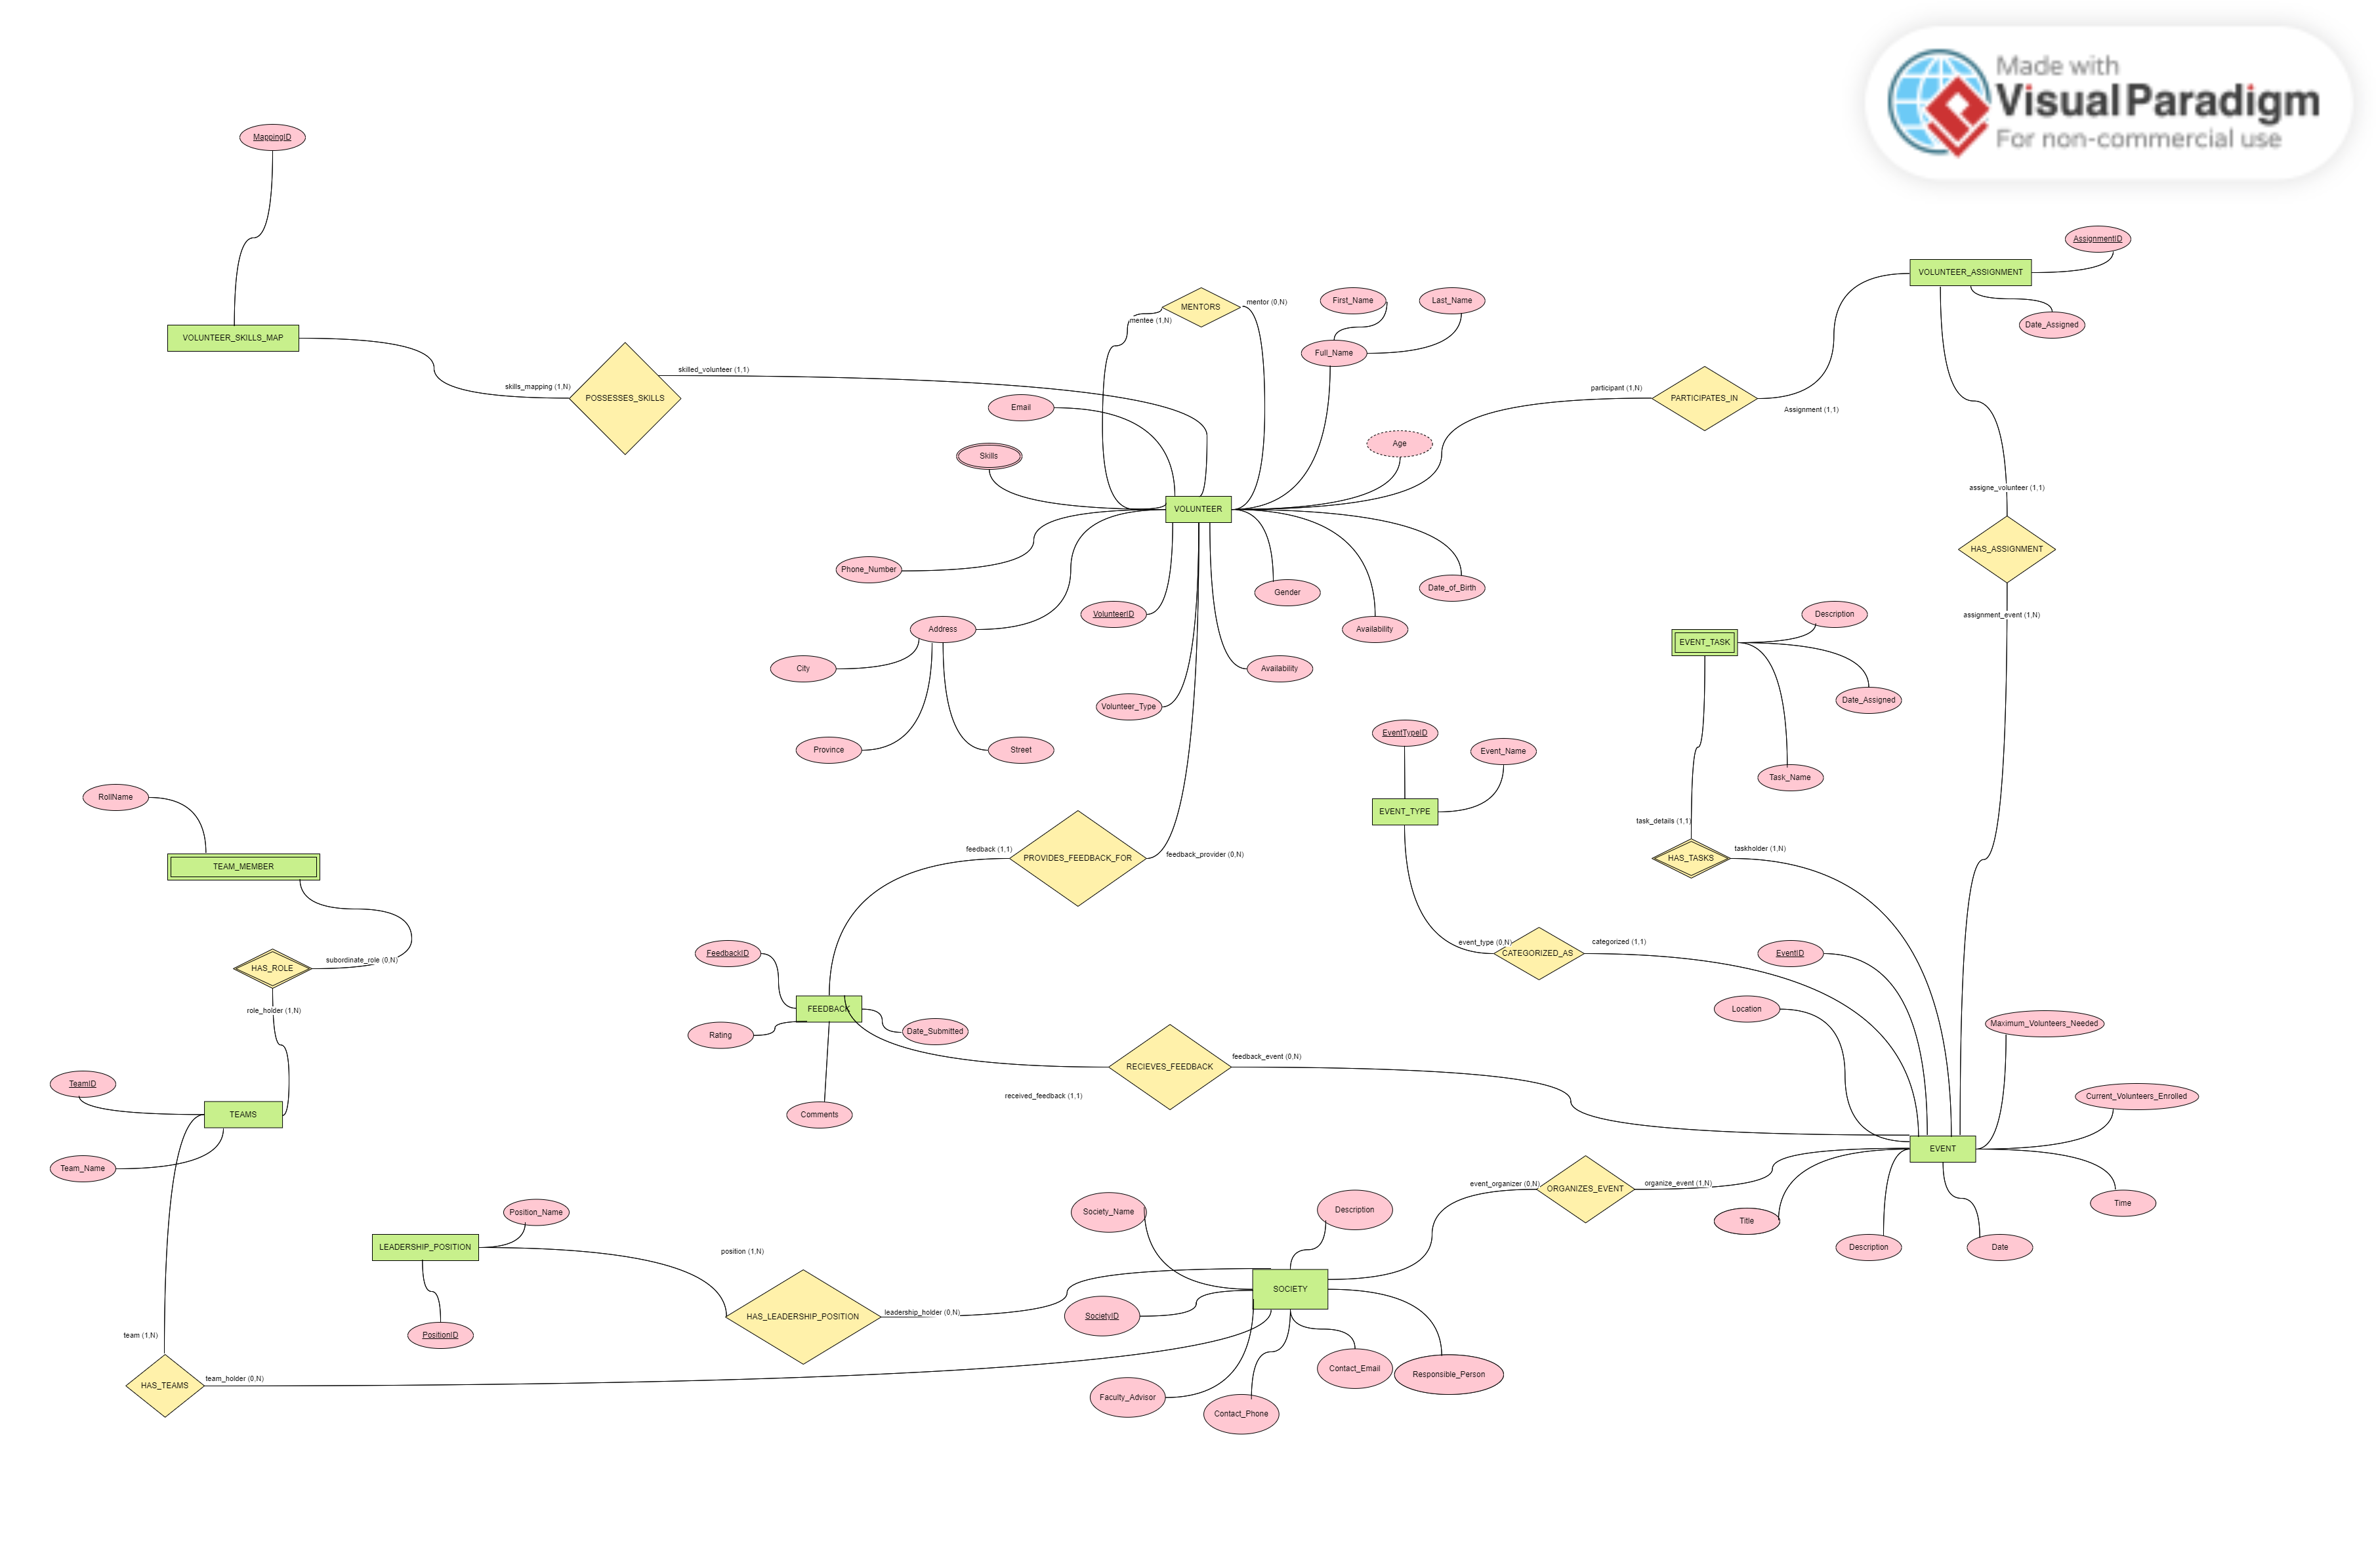 Made with
Visual Paradigm
For non-commercial use
MappingID
VOLUNTEER_SKILLS_MAP
skills_mapping (1,N)
POSSESSES_SKILLS
skilled_volunteer (1,1)
MENTORS
mentor (0,N)
mentee (1,N)
First_Name
Last_Name
Full_Name
Email
Skills
Age
VOLUNTEER
Phone_Number
Address
City
Province
Street
VolunteerID
Volunteer_Type
Gender
Availability
Availability
Date_of_Birth
participant (1,N)
PARTICIPATES_IN
Assignment (1,1)
VOLUNTEER_ASSIGNMENT
AssignmentID
Date_Assigned
assigne_volunteer (1,1)
HAS_ASSIGNMENT
assignment_event (1,N)
EVENT_TASK
Description
Date_Assigned
Task_Name
task_details (1,1)
HAS_TASKS
taskholder (1,N)
EventTypeID
Event_Name
EVENT_TYPE
event_type (0,N)
CATEGORIZED_AS
categorized (1,1)
RollName
TEAM_MEMBER
HAS_ROLE
subordinate_role (0,N)
role_holder (1,N)
TeamID
TEAMS
Team_Name
team (1,N)
HAS_TEAMS
team_holder (0,N)
feedback (1,1)
PROVIDES_FEEDBACK_FOR
feedback_provider (0,N)
FeedbackID
FEEDBACK
Rating
Date_Submitted
Comments
RECIEVES_FEEDBACK
feedback_event (0,N)
received_feedback (1,1)
EventID
Location
Maximum_Volunteers_Needed
Current_Volunteers_Enrolled
EVENT
Time
Title
Description
Date
event_organizer (0,N)
ORGANIZES_EVENT
organize_event (1,N)
Position_Name
LEADERSHIP_POSITION
PositionID
position (1,N)
HAS_LEADERSHIP_POSITION
leadership_holder (0,N)
Society_Name
Description
SOCIETY
SocietyID
Contact_Email
Responsible_Person
Faculty_Advisor
Contact_Phone